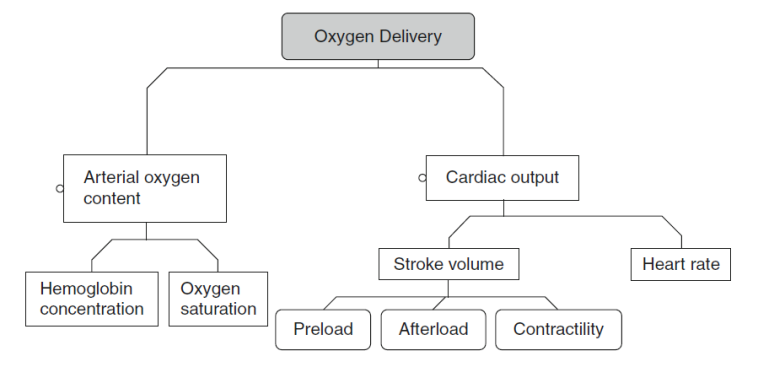 Oxygen Delivery
Arterial oxygen
content
Cardiac output
Hemoglobin
concentration
Oxygen
saturation
Stroke volume
Heart rate
Preload
Afterload
Contractility